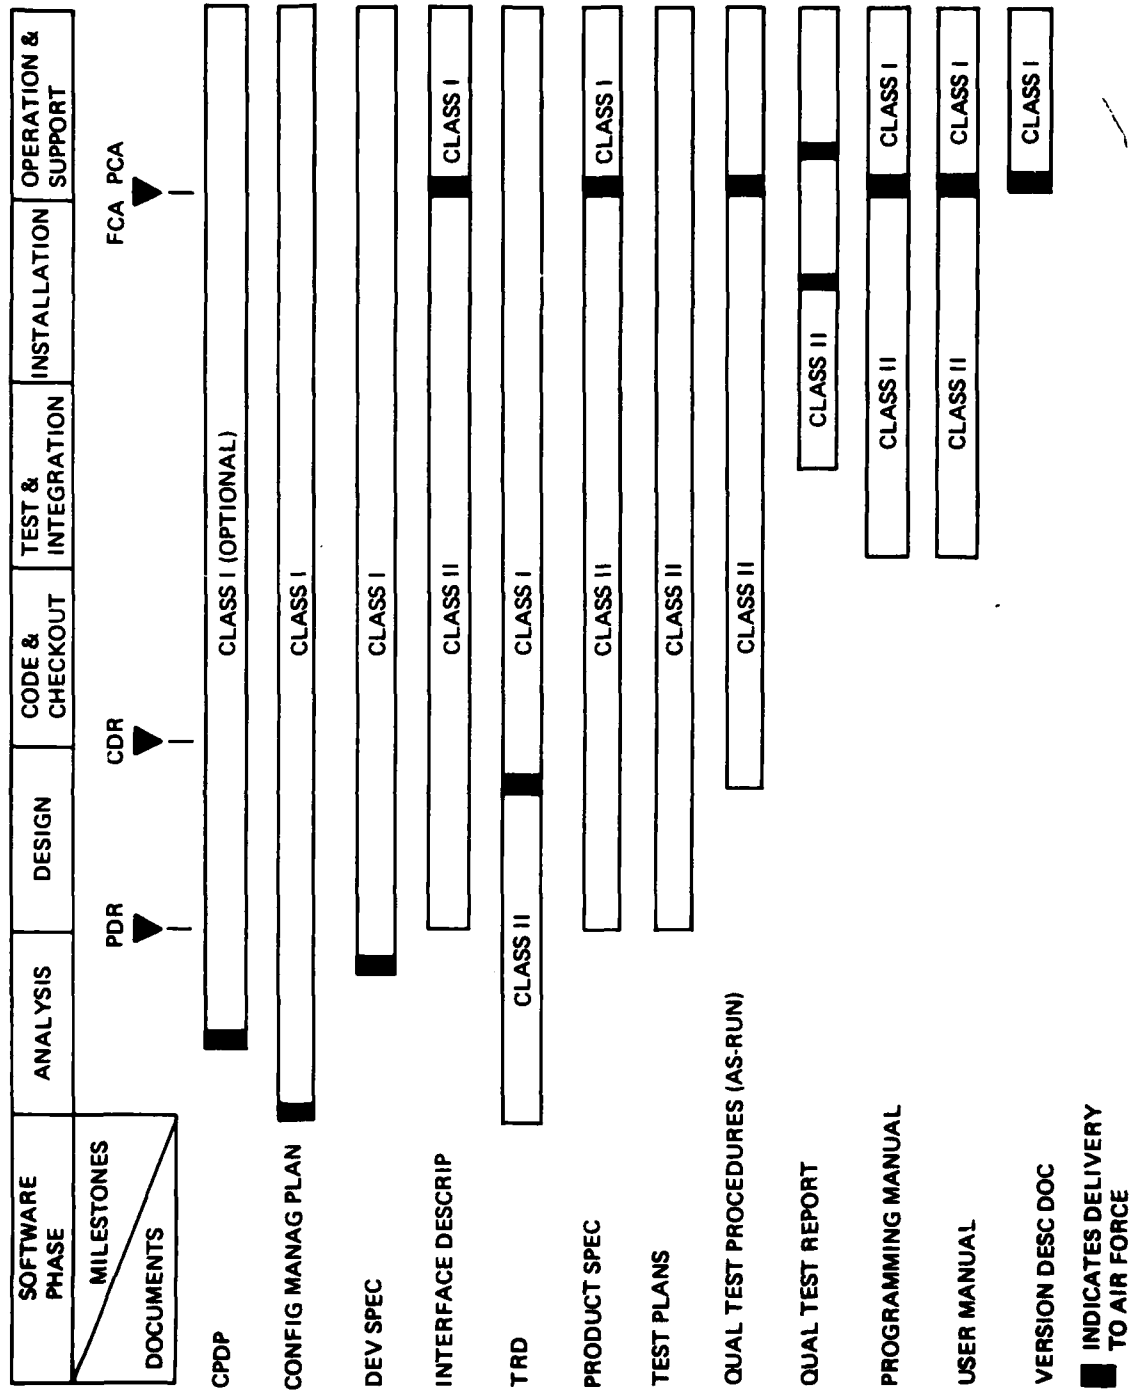 SOFTWARE
PHASE
ANALYSIS
DESIGN
CODE &
CHECKOUT
TEST &
INTEGRATION
INSTALLATION
OPERATION &
SUPPORT
MILESTONES
DOCUMENTS
PDR
CDR
FCA PCA
CPDP
CLASS I (OPTIONAL)
CONFIG MANAG PLAN
CLASS I
DEV SPEC
CLASS I
INTERFACE DESCRIP
CLASS II
CLASS I
TRD
CLASS II
CLASS I
PRODUCT SPEC
CLASS II
CLASS I
TEST PLANS
CLASS II
QUAL TEST PROCEDURES (AS-RUN)
CLASS II
QUAL TEST REPORT
CLASS II
PROGRAMMING MANUAL
CLASS II
CLASS I
USER MANUAL
CLASS II
CLASS I
VERSION DESC DOC
CLASS I
INDICATES DELIVERY
TO AIR FORCE